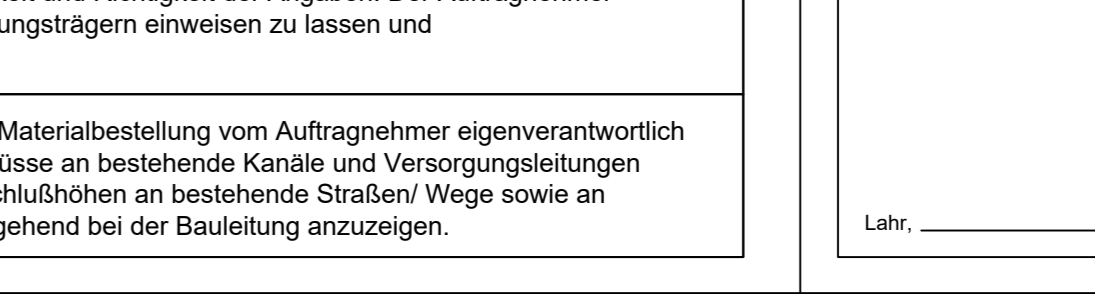 ungsträgern einweisen zu lassen und
Materialbestellung vom Auftragnehmer eigenverantwortlich
üsse an bestehende Kanäle und Versorgungsleitungen
chlußhöhen an bestehende Straßen/ Wege sowie an
gehend bei der Bauleitung anzuzeigen.
Lahr,